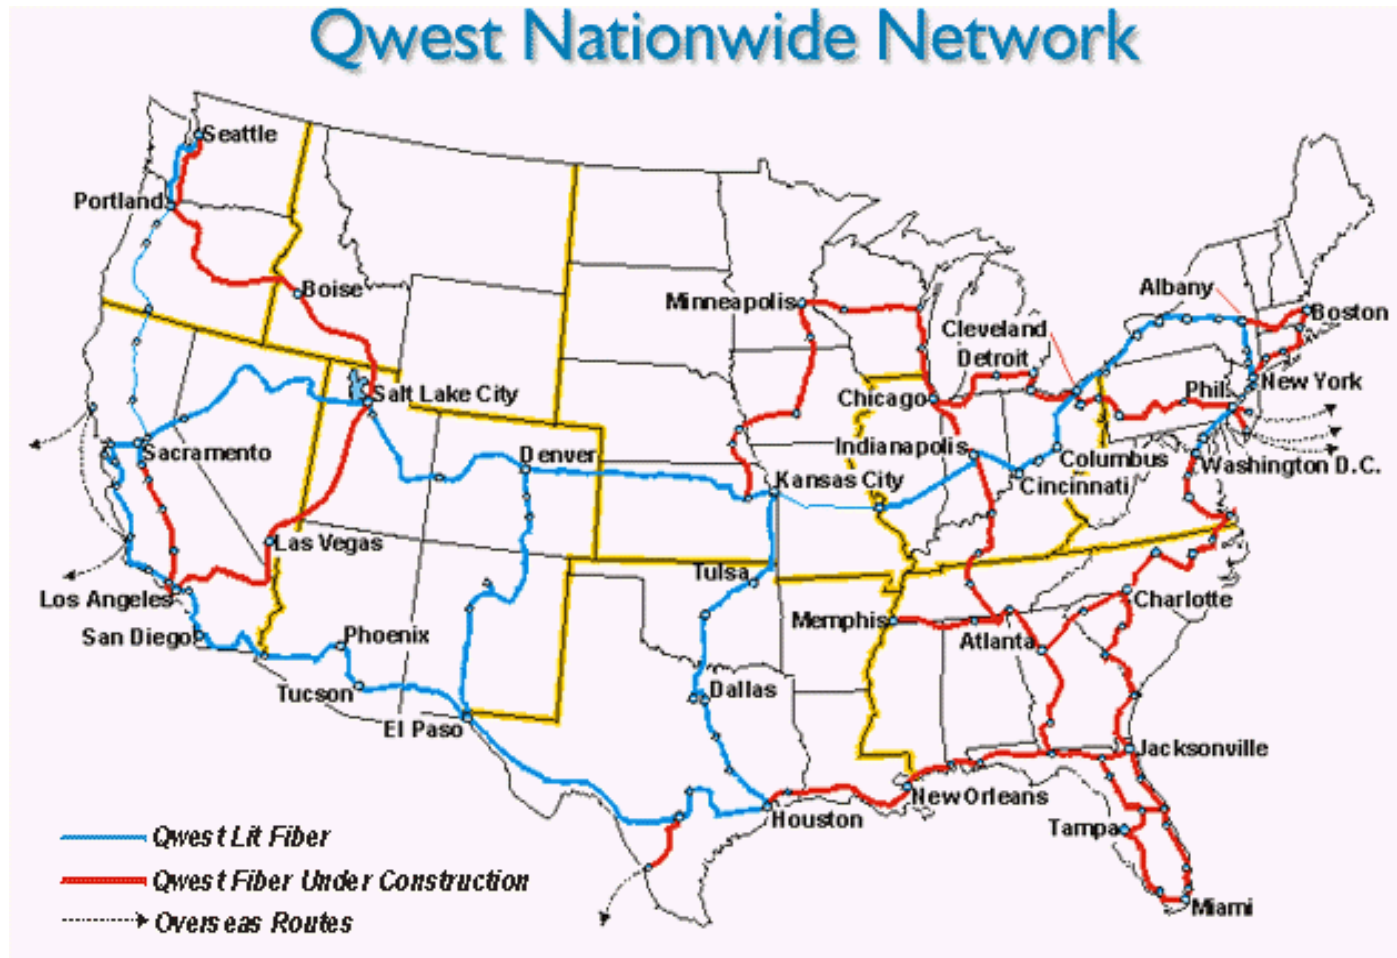 Qwest Nationwide Network
Seattle
Portland
Boise
Minneapolis
Albany
Boston
Cleveland
Detroit
Salt Lake City
Chicago
Phil.
New York
Sacramento
Denver
Indianapolis
Columbus
Washington D.C.
Kansas City
Cincinnati
Las Vegas
Tulsa
Los Angeles
Charlotte
Memphis
San Diego
Phoenix
Atlanta
Tucson
Dallas
El Paso
Jacksonville
New Orleans
Houston
Tampa
Qwest Lit Fiber
Qwest Fiber Under Construction
Miami
Overseas Routes